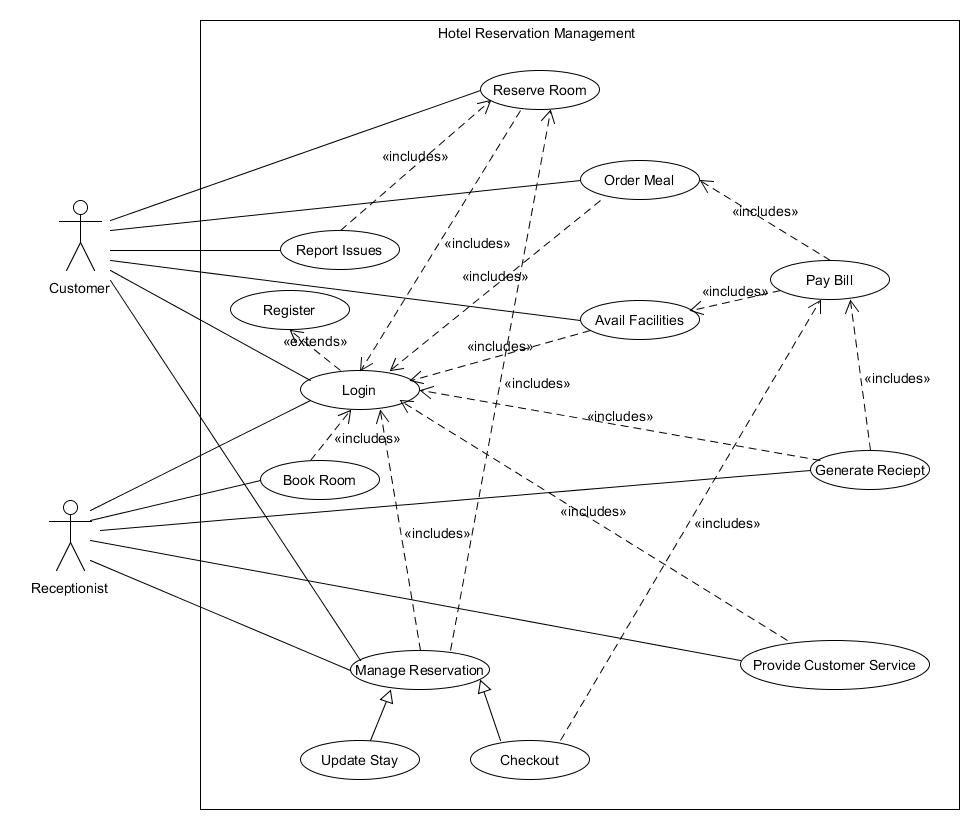 Hotel Reservation Management
Reserve Room
«includes»
Order Meal
«includes»
Report Issues
«includes»
Customer
«includes»
Pay Bill
«includes»
Register
Avail Facilities
«extends»
«includes»
Login
«includes»
«includes»
«includes»
«includes»
Book Room
Generate Reciept
«includes»
«includes»
«includes»
Receptionist
Manage Reservation
Provide Customer Service
Update Stay
Checkout